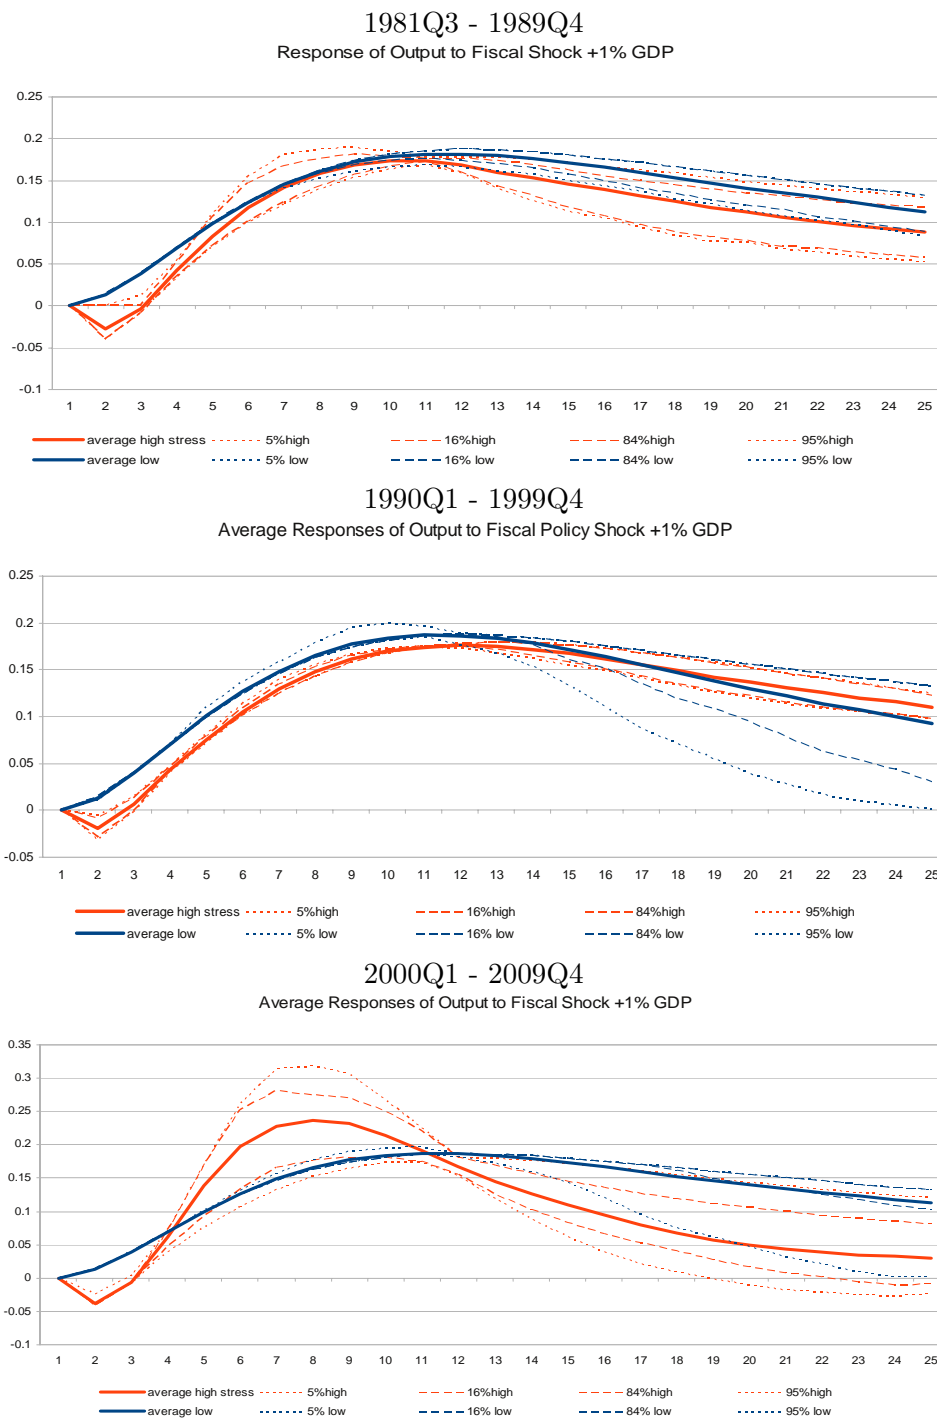 1981Q3 - 1989Q4
Response of Output to Fiscal Shock +1% GDP
0.25
0.2
0.15
0.1
0.05
0
-0.05
-0.1
1 2 3 4 5 6 7 8 9 10 11 12 13 14 15 16 17 18 19 20 21 22 23 24 25
average high stress 5%high 16%high 84%high 95%high
average low 5% low 16% low 84% low 95% low
1990Q1 - 1999Q4
Average Responses of Output to Fiscal Policy Shock +1% GDP
0.25
0.2
0.15
0.1
0.05
0
-0.05
1 2 3 4 5 6 7 8 9 10 11 12 13 14 15 16 17 18 19 20 21 22 23 24 25
average high stress 5%high 16%high 84%high 95%high
average low 5% low 16% low 84% low 95% low
2000Q1 - 2009Q4
Average Responses of Output to Fiscal Shock +1% GDP
0.35
0.3
0.25
0.2
0.15
0.1
0.05
0
-0.05
-0.1
1 2 3 4 5 6 7 8 9 10 11 12 13 14 15 16 17 18 19 20 21 22 23 24 25
average high stress 5%high 16%high 84%high 95%high
average low 5% low 16% low 84% low 95% low